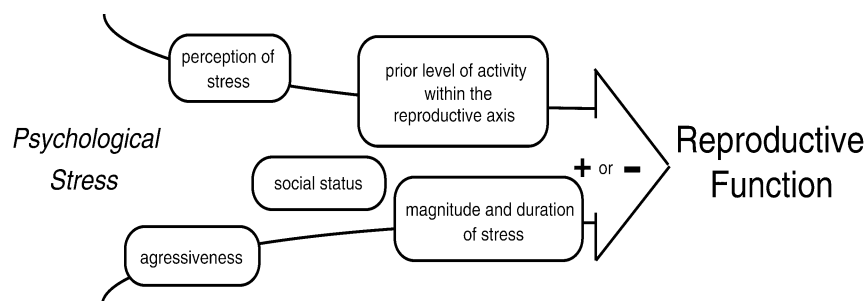 perception of
stress
prior level of activity
within the
reproductive axis
Psychological
Stress
social status
+ or -
Reproductive
Function
magnitude and duration
of stress
agressiveness